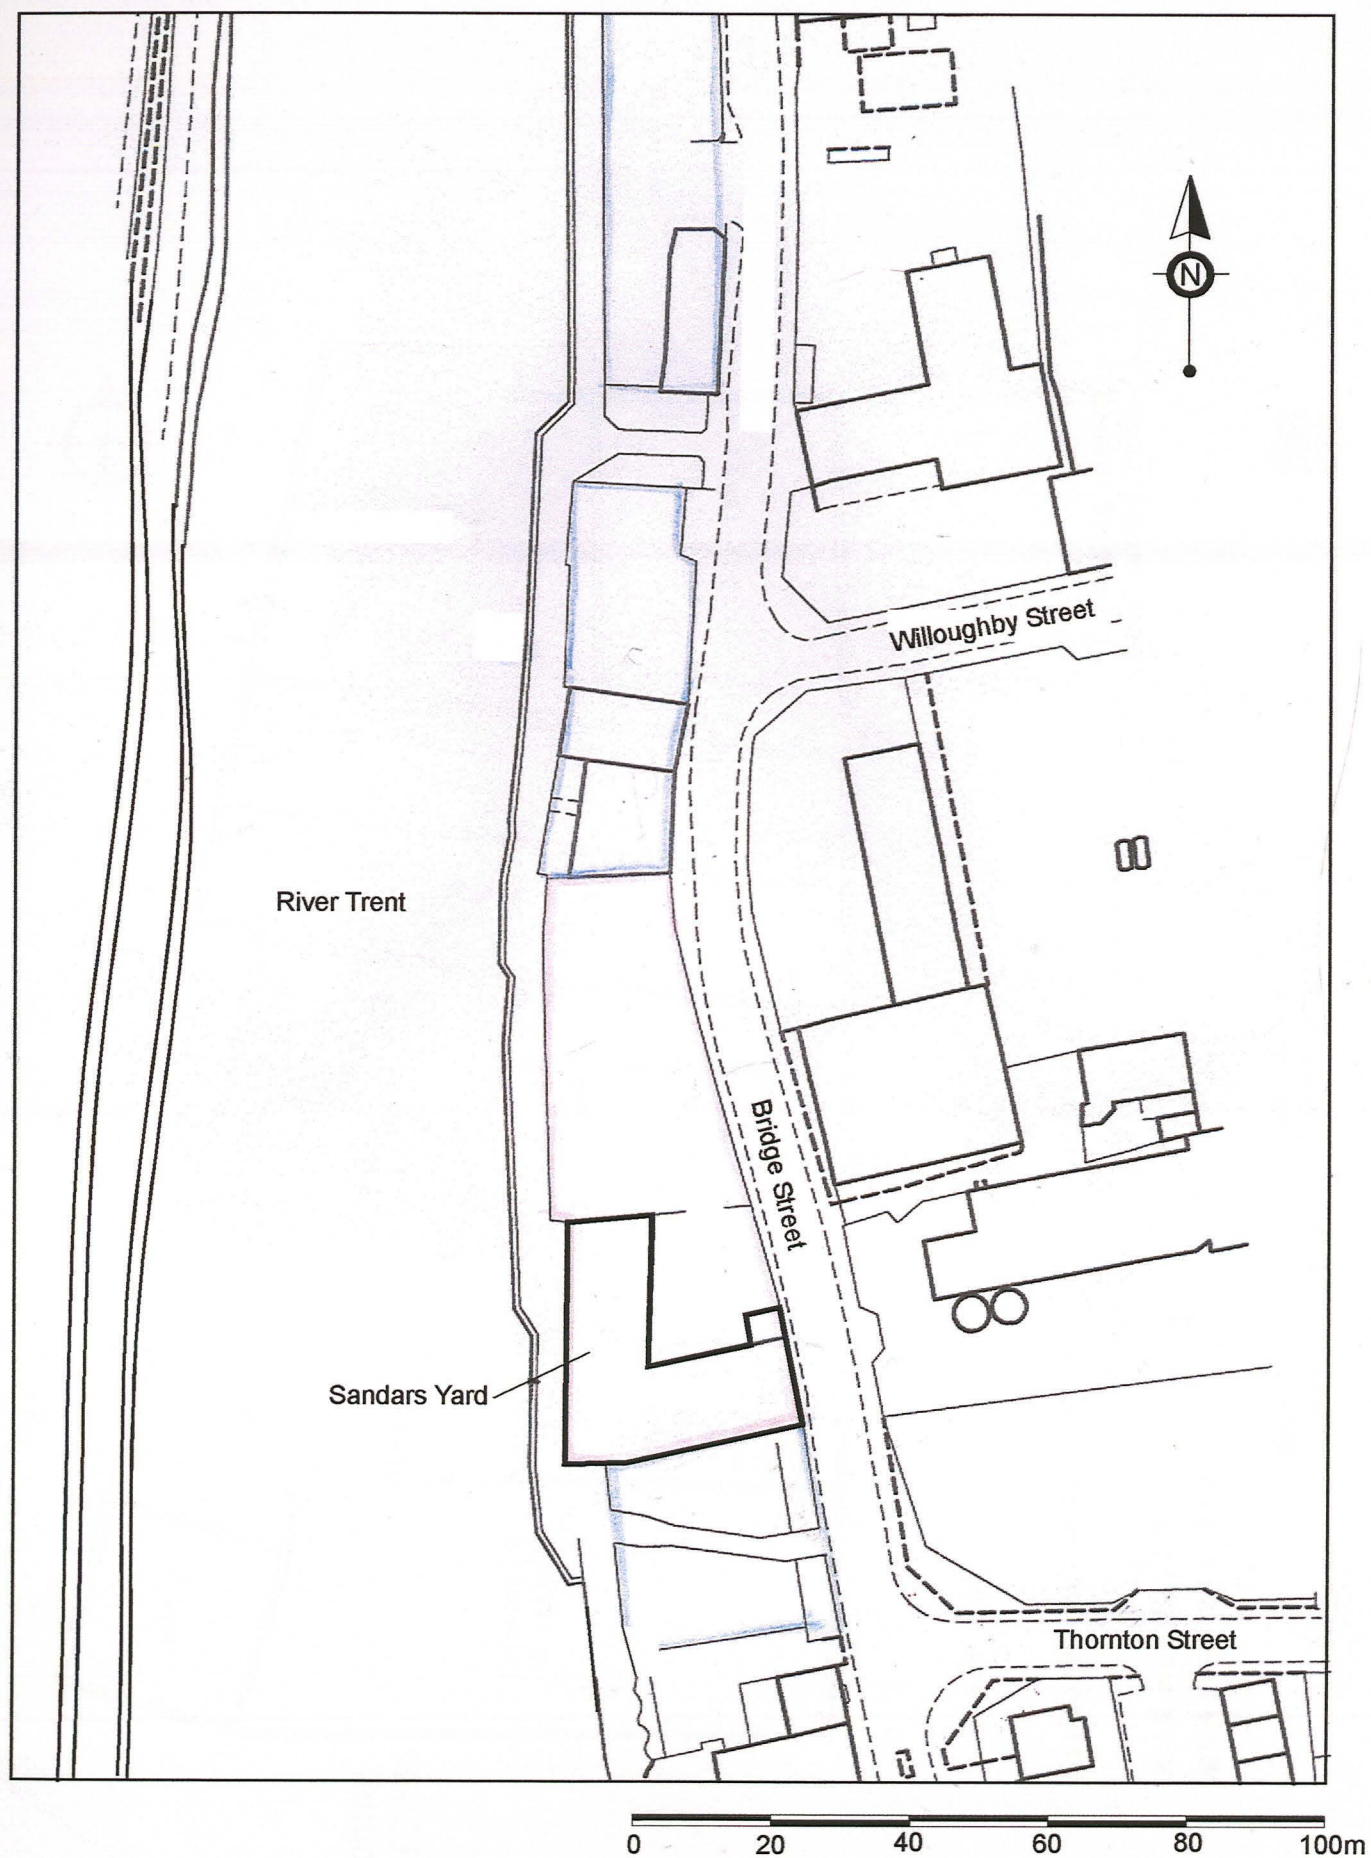 N
Willoughby Street
River Trent
Bridge Street
Sandars Yard
Thornton Street
0 20 40 60 80 100m